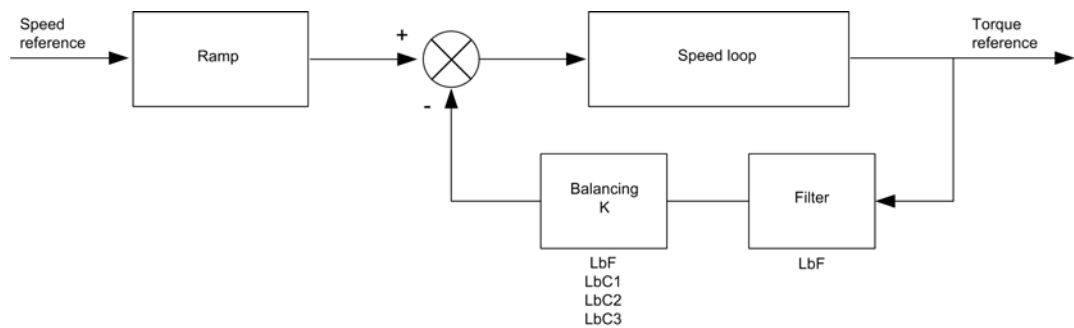 Speed
reference
Ramp
+
-
Speed loop
Torque
reference
Balancing
K
Filter
LbF
LbC1
LbC2
LbC3
LbF